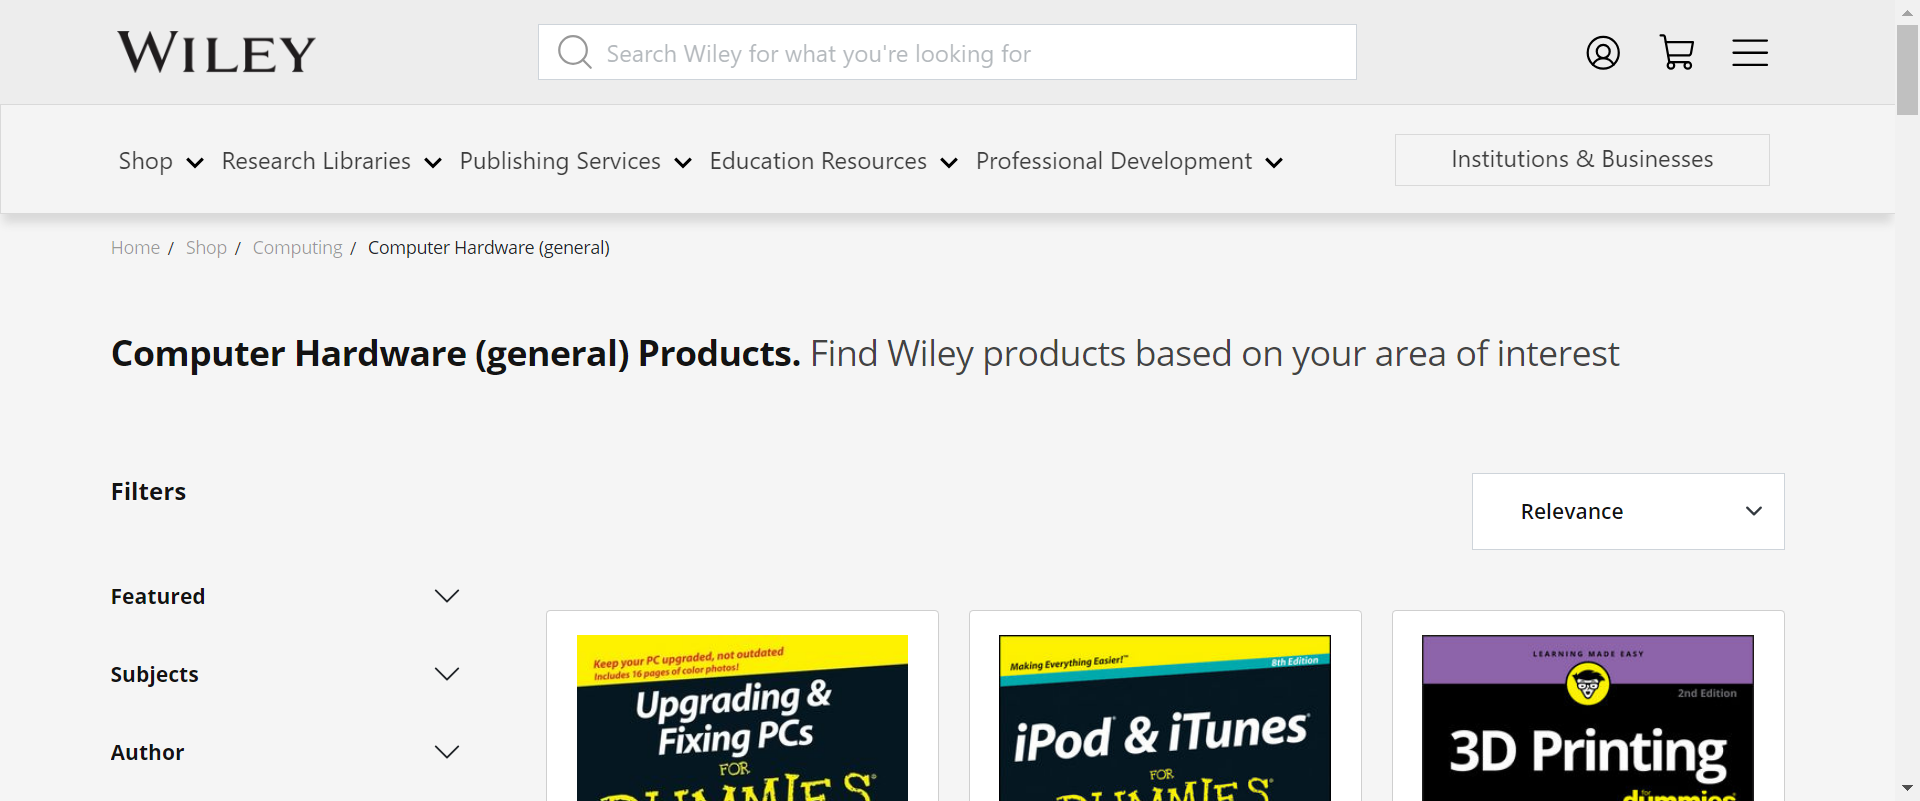 WILEY
Search Wiley for what you're looking for
Shop
Research Libraries
Publishing Services
Education Resources
Professional Development
Institutions & Businesses
Home / Shop / Computing / Computer Hardware (general)
Computer Hardware (general) Products. Find Wiley products based on your area of interest
Filters
Relevance
Featured
Subjects
Author
Keep your PC upgraded, not outdated
Includes 16 pages of color photos!
Upgrading &
Fixing PCs
FOR
DUMMIES
Making Everything Easier!™
8th Edition
iPod® & iTunes®
FOR
DUMMIES
LEARNING MADE EASY
2nd Edition
3D Printing
for
dummies